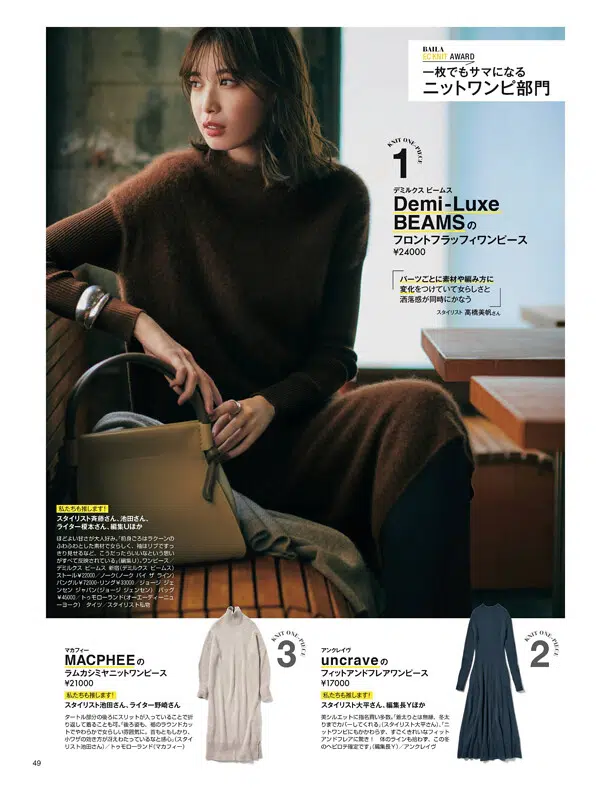 BAILA
EC KNIT AWARD
一枚でもサマになる
ニットワンピ部門
KNIT ONE-PIECE
1
デミルクス ビームス
Demi-Luxe
BEAMSの
フロントフラッフィワンピース
¥24000
パーツごとに素材や編み方に
変化をつけていて女らしさと
洒落感が同時にかなう
スタイリスト 高橋美帆さん
私たちも推します!
スタイリスト斉藤さん、池田さん、
ライター榎本さん、編集Uほか
ほどよい甘さが大人好み。「前身ごろはラクーンの
ふわふわとした素材で女らしく、袖はリブですっ
きり見せるなど、こうだったらいいなという思い
がすべて反映されている」(編集U)。ワンピース/
デミルクス ビームス 新宿(デミルクス ビームス)
ストール¥22000/ノーク(ノーク バイ ザ ライン)
バングル¥72000・リング¥33000/ジョージ ジェ
ンセン ジャパン(ジョージ ジェンセン) バッグ
¥45000/トゥモローランド(オーエーディーニュ
ーヨーク) タイツ/スタイリスト私物
マカフィー
MACPHEEの
ラムカシミヤニットワンピース
¥21000
私たちも推します!
スタイリスト池田さん、ライター野崎さん
タートル部分の後ろにスリットが入っていることで折
り返して着ることも可。「後ろ姿も、裾のラウンドカッ
トでやわらかで女らしい雰囲気に。首もともしかり、
小ワザの効き方が冴えわたっているなと感心」(スタイ
リスト池田さん)/トゥモローランド(マカフィー)
KNIT ONE-PIECE
3
アンクレイヴ
uncraveの
フィットアンドフレアワンピース
¥17000
私たちも推します!
スタイリスト大平さん、編集長Yほか
美シルエットに指名買い多数。「着太りとは無縁、冬太り
までカバーしてくれる」(スタイリスト大平さん)、「ニ
ットワンピにもかかわらず、すごくきれいなフィット
アンドフレアに驚き! 体のラインも拾わず、この冬
のヘビロテ確定です」(編集長Y)/アンクレイヴ
KNIT ONE-PIECE
2
49